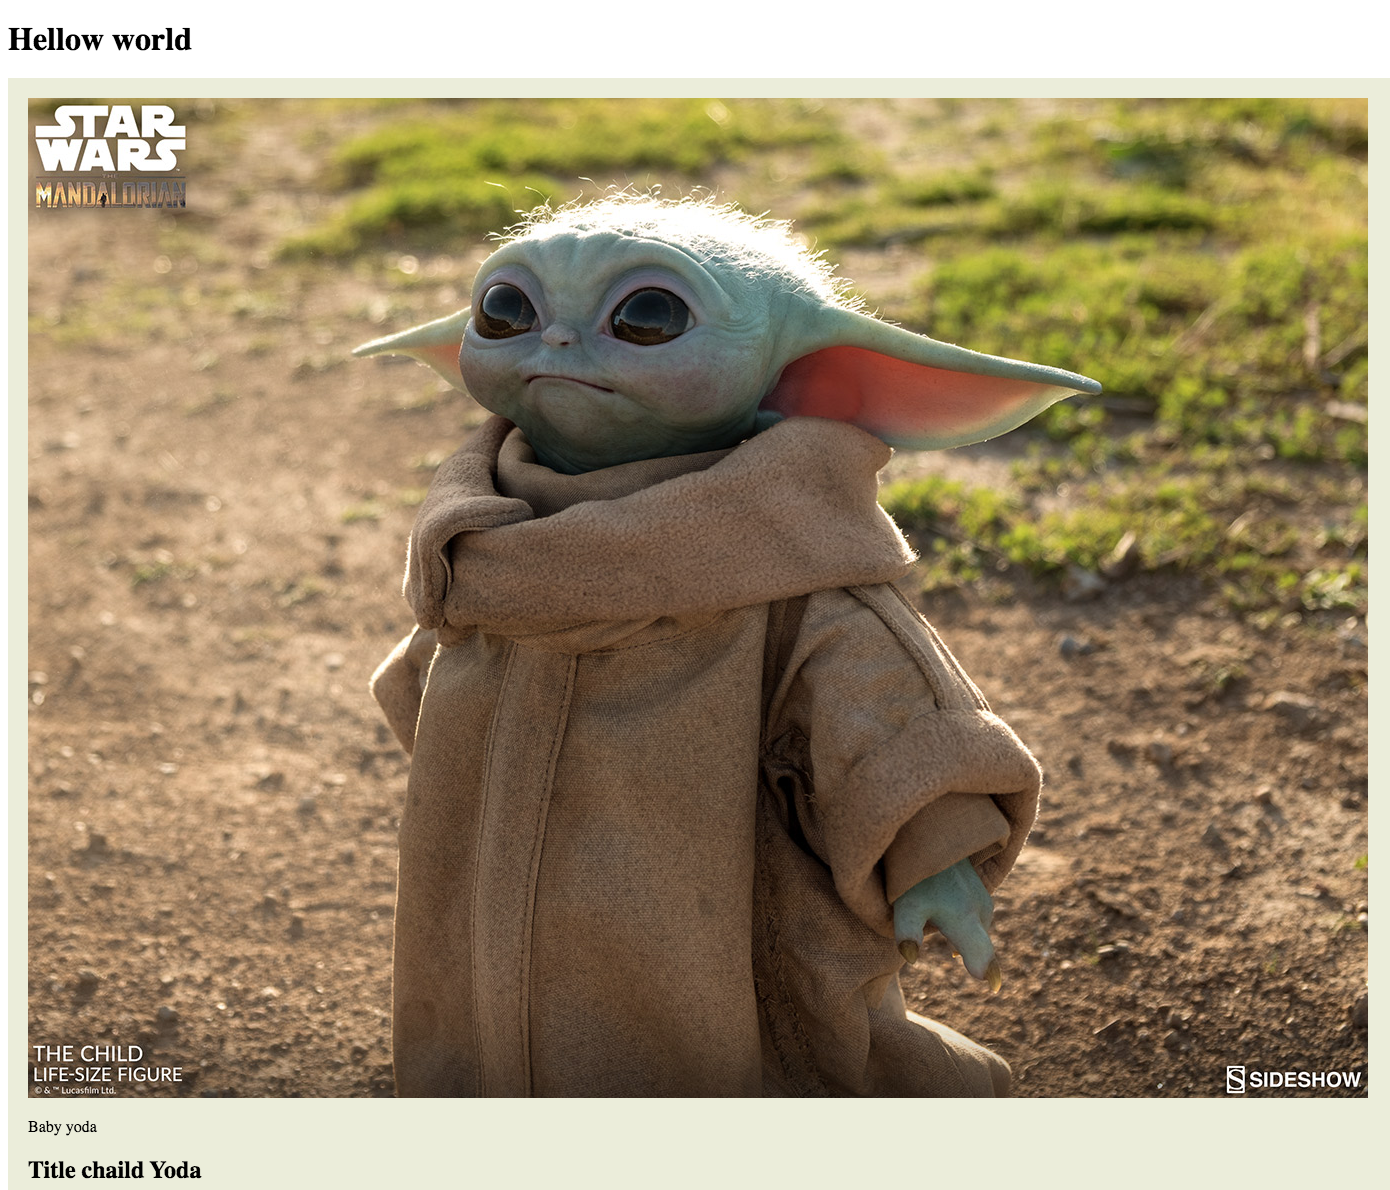 Hellow world
STAR
WARS
THE
MANDALORIAN
THE CHILD
LIFE-SIZE FIGURE
© & ™ Lucasfilm Ltd.
SIDESHOW
Baby yoda
Title chaild Yoda